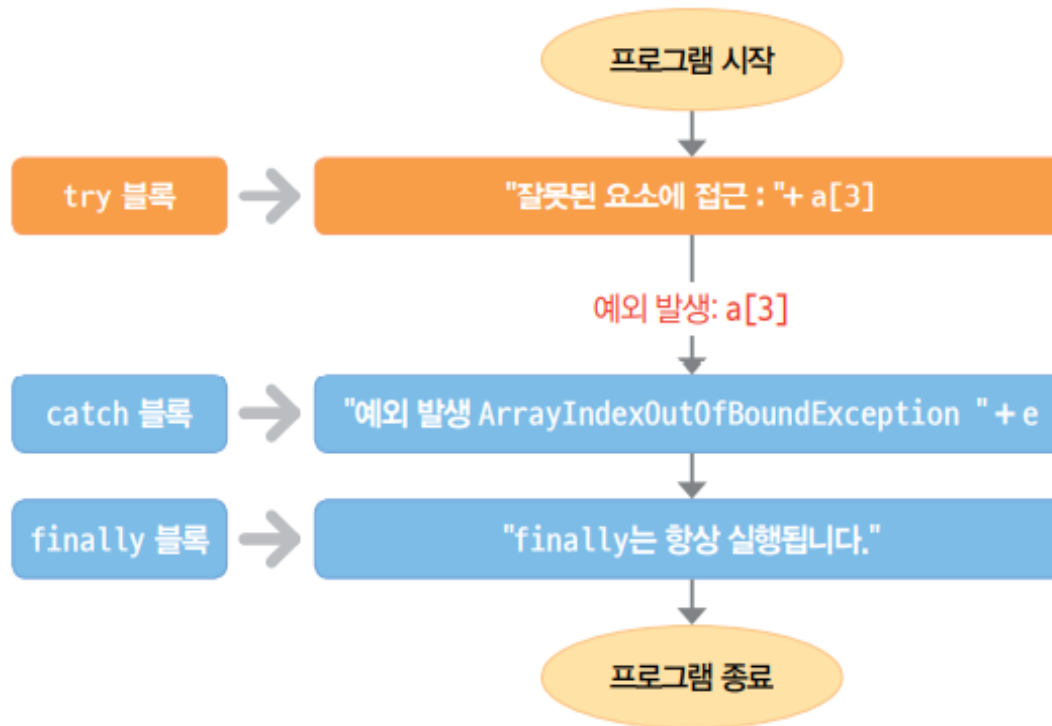 프로그램 시작
try 블록
"잘못된 요소에 접근 : "+ a[3]
예외 발생: a[3]
catch 블록
"예외 발생 ArrayIndexOutOfBoundException " + e
finally 블록
"finally는 항상 실행됩니다."
프로그램 종료